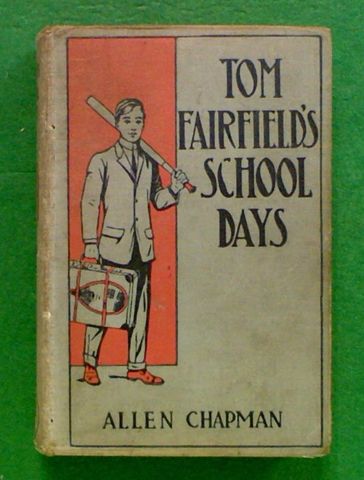 TOM
FAIRFIELD'S
SCHOOL
DAYS
ALLEN CHAPMAN